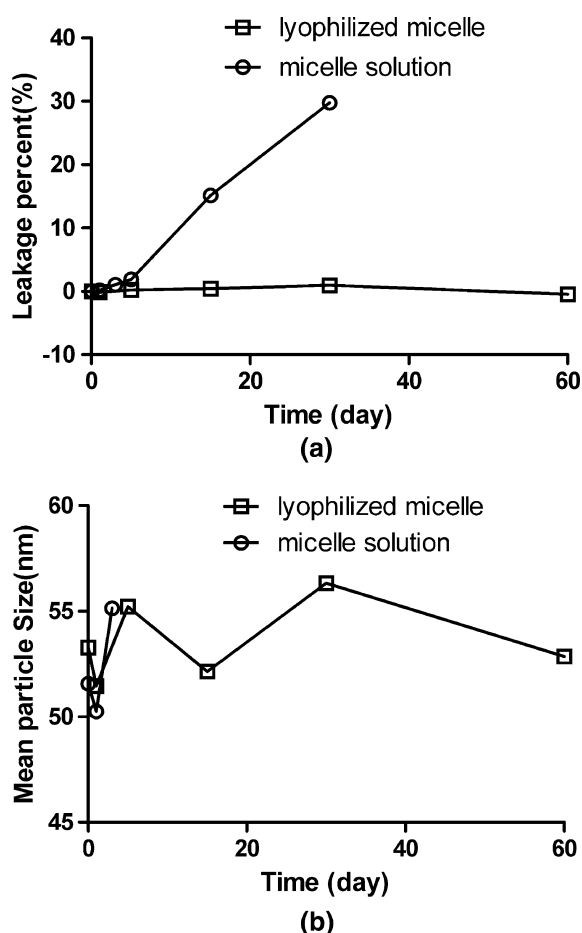 lyophilized micelle
micelle solution
40
30
20
10
0
-10
Leakage percent(%)
0
20
40
60
Time (day)
(a)
lyophilized micelle
micelle solution
60
55
50
45
Mean particle Size(nm)
0
20
40
60
Time (day)
(b)